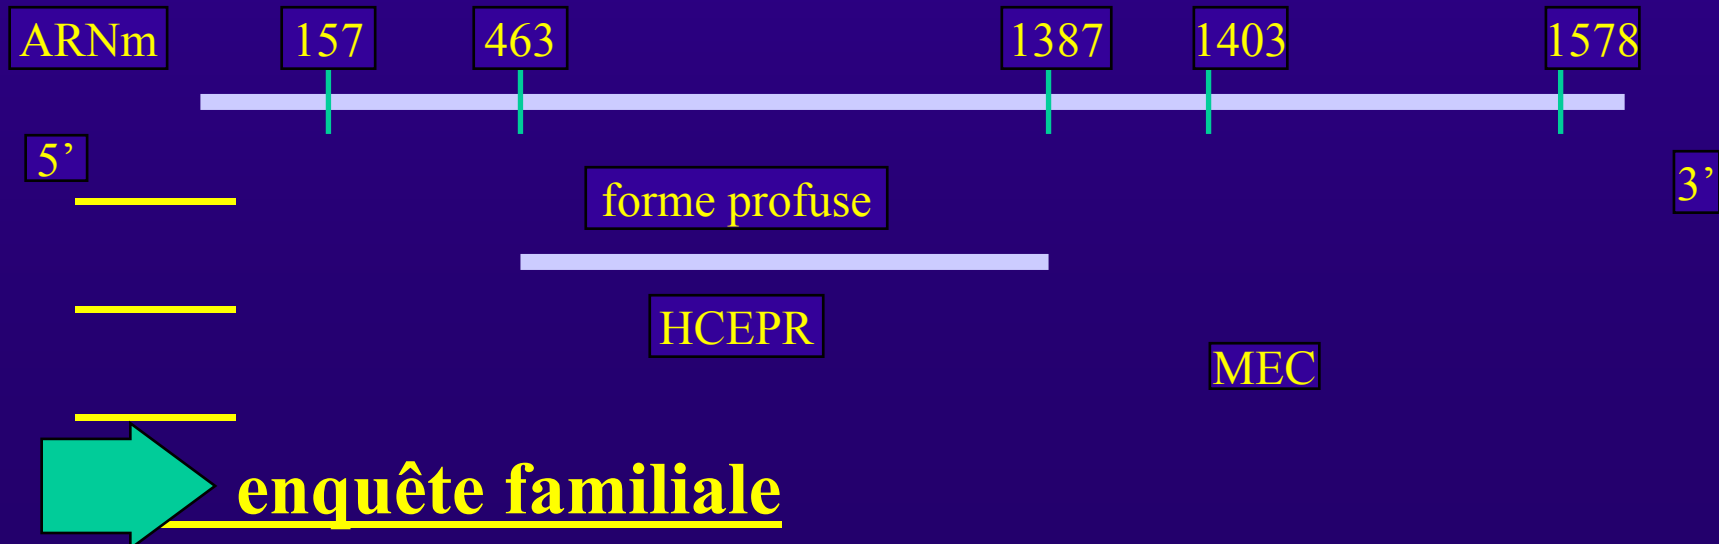 ARNm 157 463 1387 1403 1578
5’
3’
forme profuse
HCEPR
MEC
enquête familiale